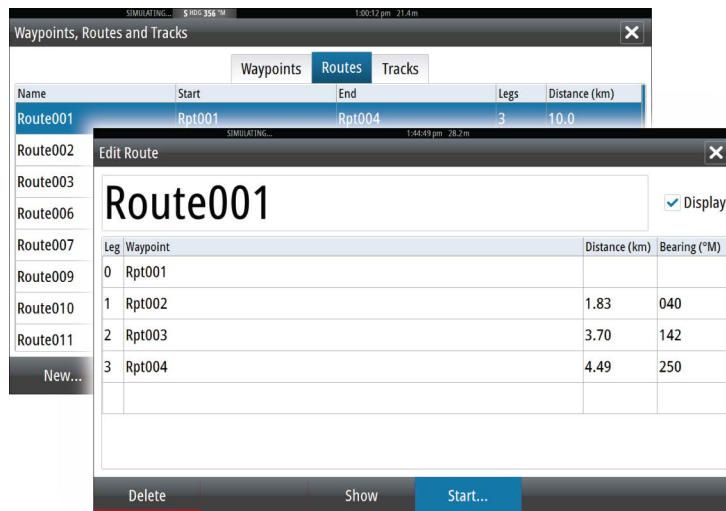 SIMULATING... S HDG 356 °M 1:00:12 pm 21.4 m
Waypoints, Routes and Tracks
Waypoints Routes Tracks
Name Start End Legs Distance (km)
Route001 Rpt001 Rpt004 3 10.0
Route002
Route003
Route006
Route007
Route009
Route010
Route011
New...
SIMULATING... 1:44:49 pm 28.2 m
Edit Route
Route001
Display
Leg Waypoint Distance (km) Bearing (°M)
0 Rpt001
1 Rpt002 1.83 040
2 Rpt003 3.70 142
3 Rpt004 4.49 250
Delete Show Start...